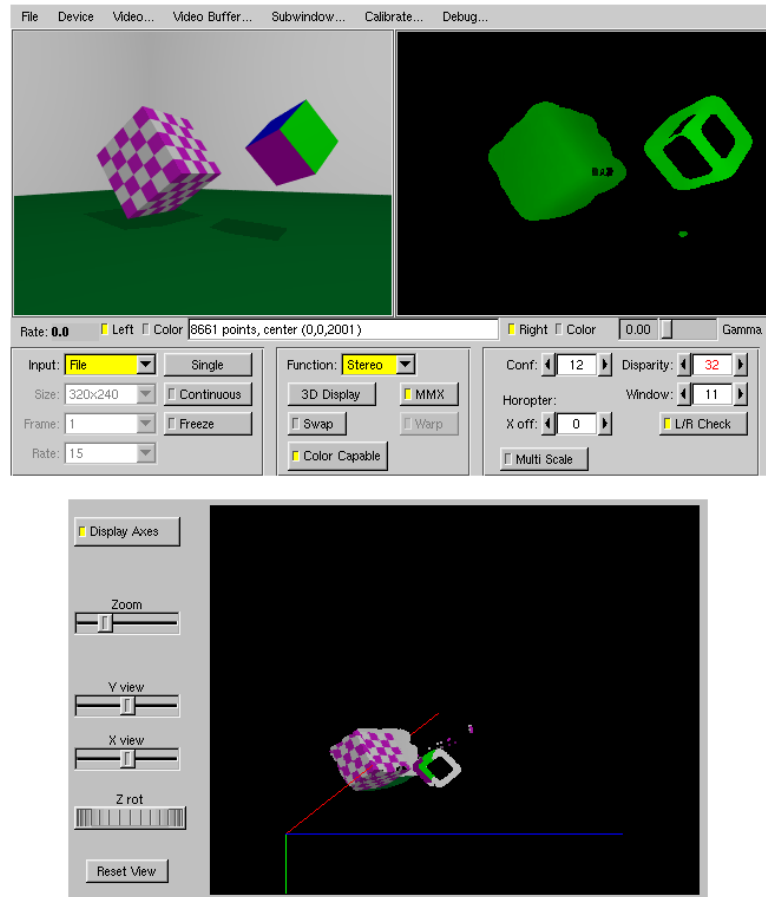 File Device Video... Video Buffer... Subwindow... Calibrate... Debug...
Rate: 0.0 Left Color 8661 points, center (0,0,2001) Right Color 0.00 Gamma
Input: File Single Function: Stereo Conf: 12 Disparity: 32
Size: 320x240 Continuous 3D Display MMX Horopter: Window: 11
Frame: 1 Freeze Swap Warp X off: 0 L/R Check
Rate: 15 Color Capable Multi Scale
Display Axes
Zoom
Y view
X view
Z rot
Reset View